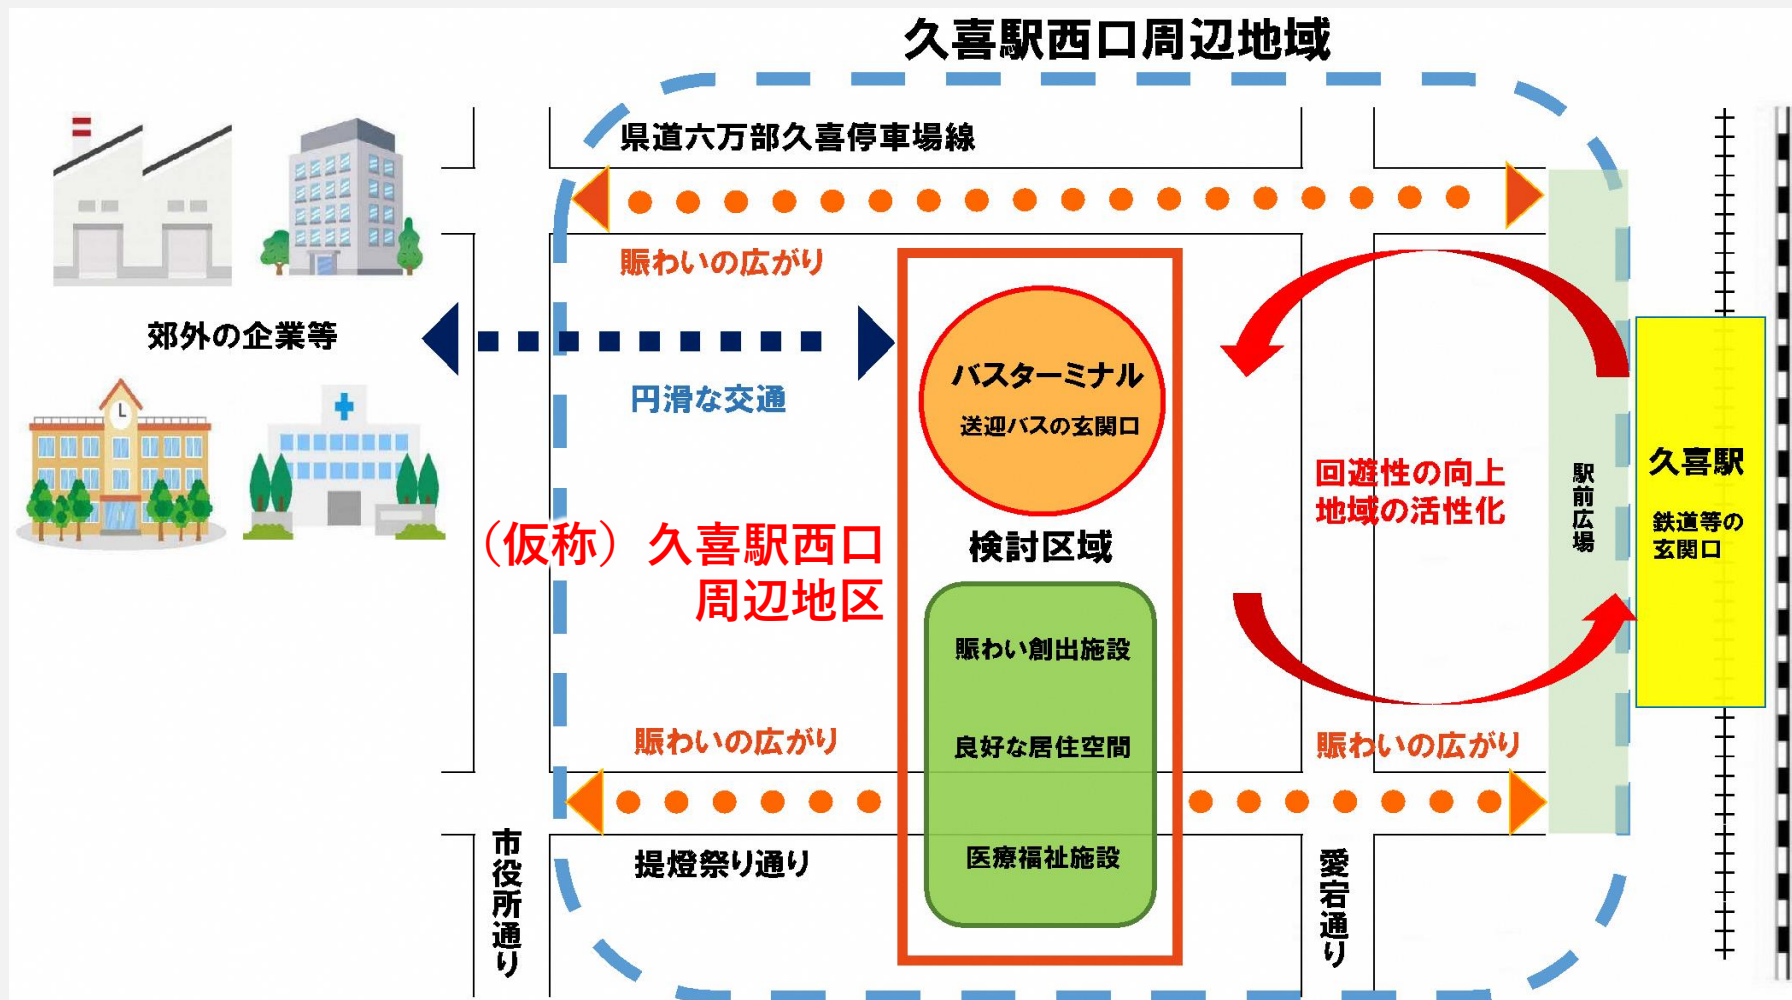 久喜駅西口周辺地域
県道六万部久喜停車場線
賑わいの広がり
郊外の企業等
円滑な交通
バスターミナル
送迎バスの玄関口
検討区域
(仮称)久喜駅西口
周辺地区
回遊性の向上
地域の活性化
駅前広場
久喜駅
鉄道等の
玄関口
賑わい創出施設
良好な居住空間
医療福祉施設
賑わいの広がり
賑わいの広がり
市役所通り
提燈祭り通り
愛宕通り